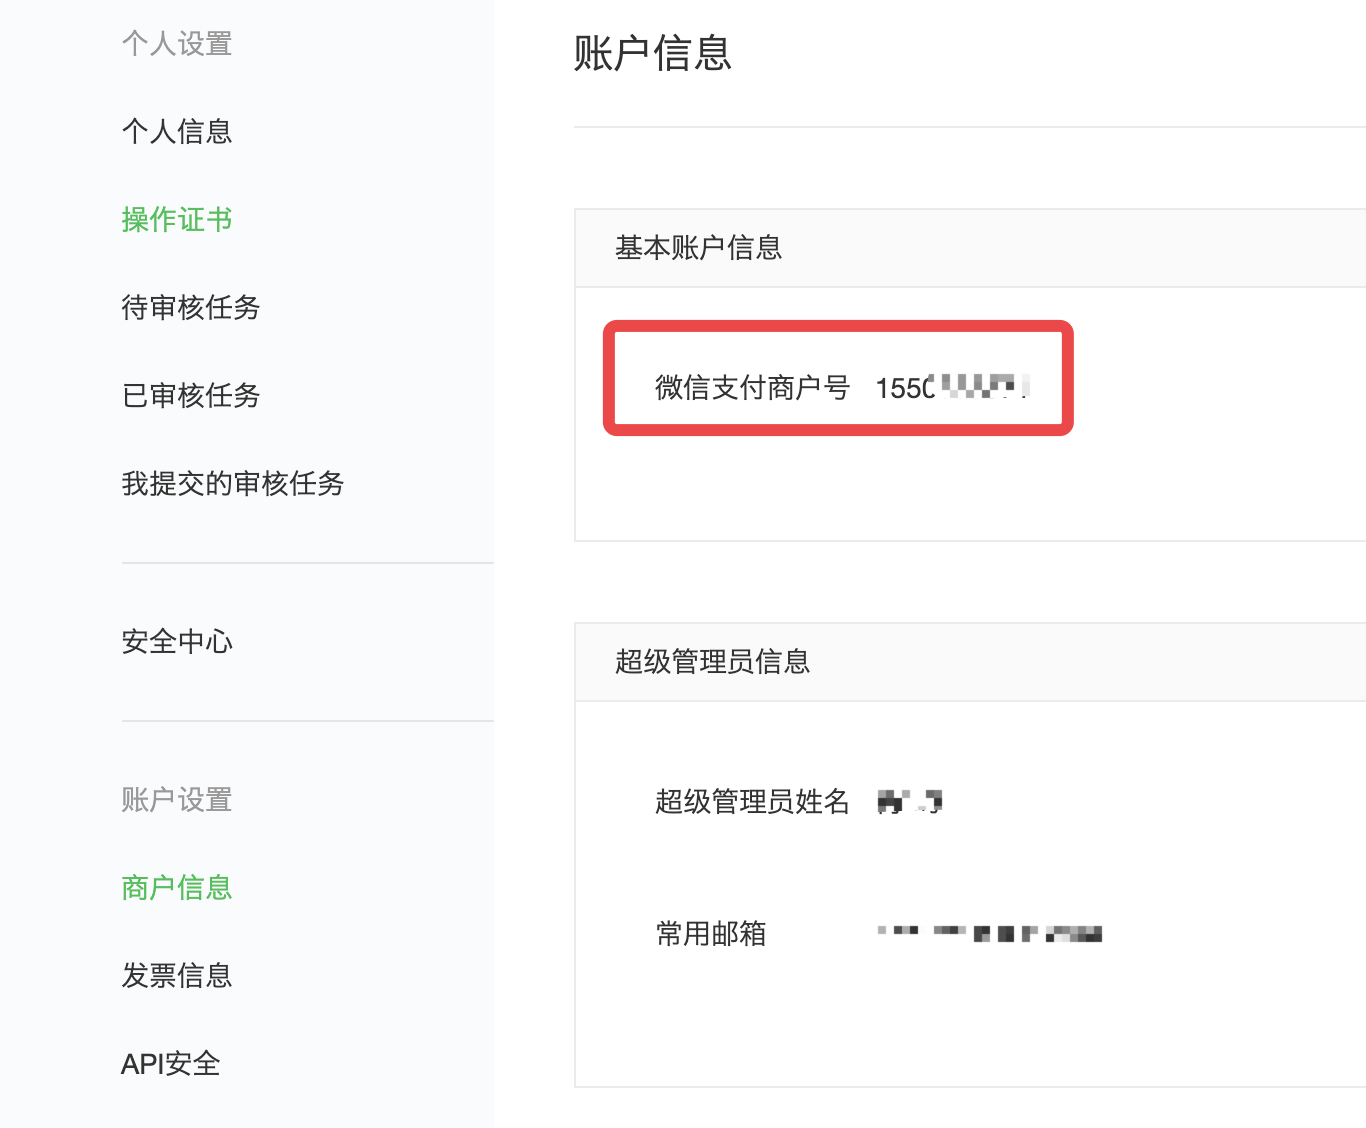 个人设置
个人信息
操作证书
待审核任务
已审核任务
我提交的审核任务
安全中心
账户设置
商户信息
发票信息
API安全
账户信息
基本账户信息
微信支付商户号
超级管理员信息
超级管理员姓名
常用邮箱